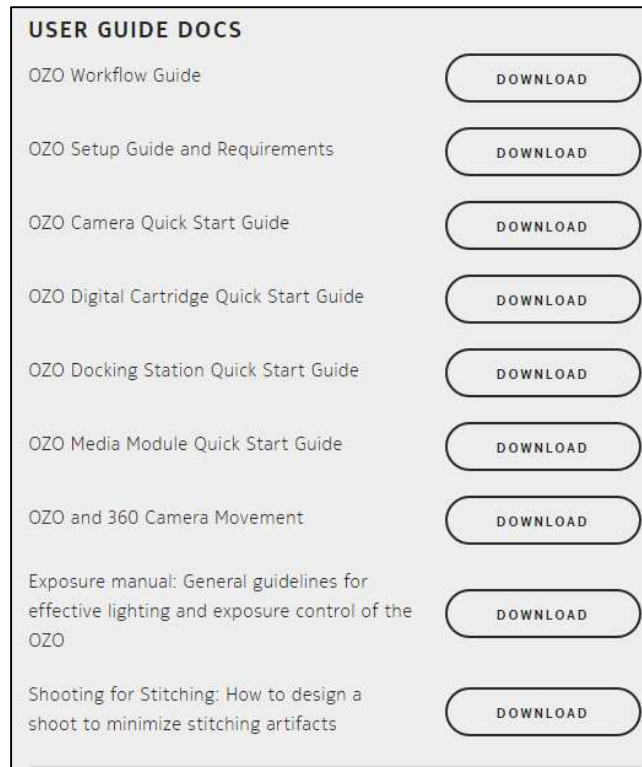 USER GUIDE DOCS
OZO Workflow Guide
DOWNLOAD
OZO Setup Guide and Requirements
DOWNLOAD
OZO Camera Quick Start Guide
DOWNLOAD
OZO Digital Cartridge Quick Start Guide
DOWNLOAD
OZO Docking Station Quick Start Guide
DOWNLOAD
OZO Media Module Quick Start Guide
DOWNLOAD
OZO and 360 Camera Movement
DOWNLOAD
Exposure manual: General guidelines for
effective lighting and exposure control of the
OZO
DOWNLOAD
Shooting for Stitching: How to design a
shoot to minimize stitching artifacts
DOWNLOAD